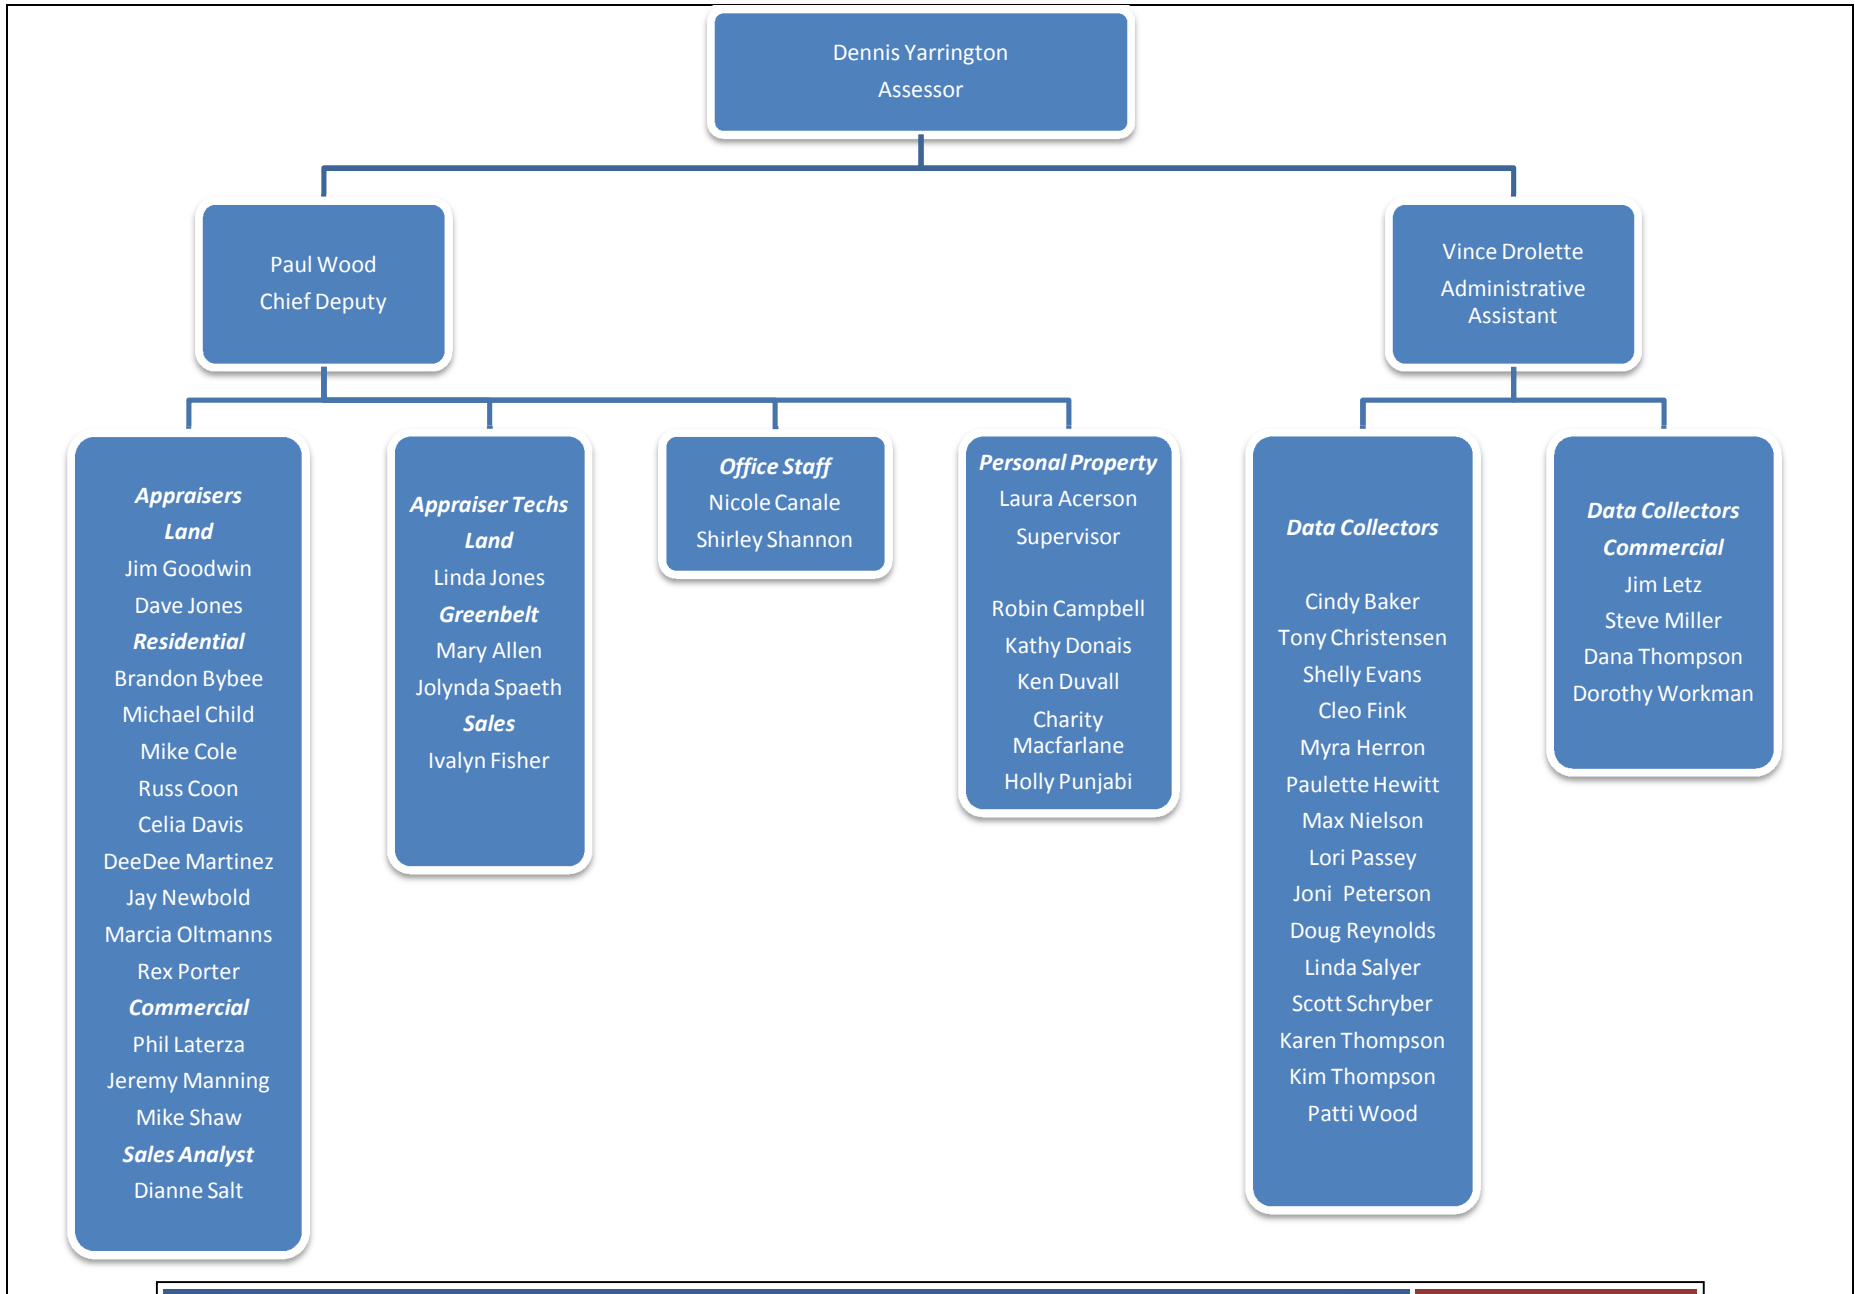 Dennis Yarrington
Assessor
Paul Wood
Chief Deputy
Vince Drolette
Administrative
Assistant
Appraisers
Land
Jim Goodwin
Dave Jones
Residential
Brandon Bybee
Michael Child
Mike Cole
Russ Coon
Celia Davis
DeeDee Martinez
Jay Newbold
Marcia Oltmanns
Rex Porter
Commercial
Phil Laterza
Jeremy Manning
Mike Shaw
Sales Analyst
Dianne Salt
Appraiser Techs
Land
Linda Jones
Greenbelt
Mary Allen
Jolynda Spaeth
Sales
Ivalyn Fisher
Office Staff
Nicole Canale
Shirley Shannon
Personal Property
Laura Acerson
Supervisor
Robin Campbell
Kathy Donais
Ken Duvall
Charity
Macfarlane
Holly Punjabi
Data Collectors
Cindy Baker
Tony Christensen
Shelly Evans
Cleo Fink
Myra Herron
Paulette Hewitt
Max Nielson
Lori Passey
Joni Peterson
Doug Reynolds
Linda Salyer
Scott Schryber
Karen Thompson
Kim Thompson
Patti Wood
Data Collectors
Commercial
Jim Letz
Steve Miller
Dana Thompson
Dorothy Workman